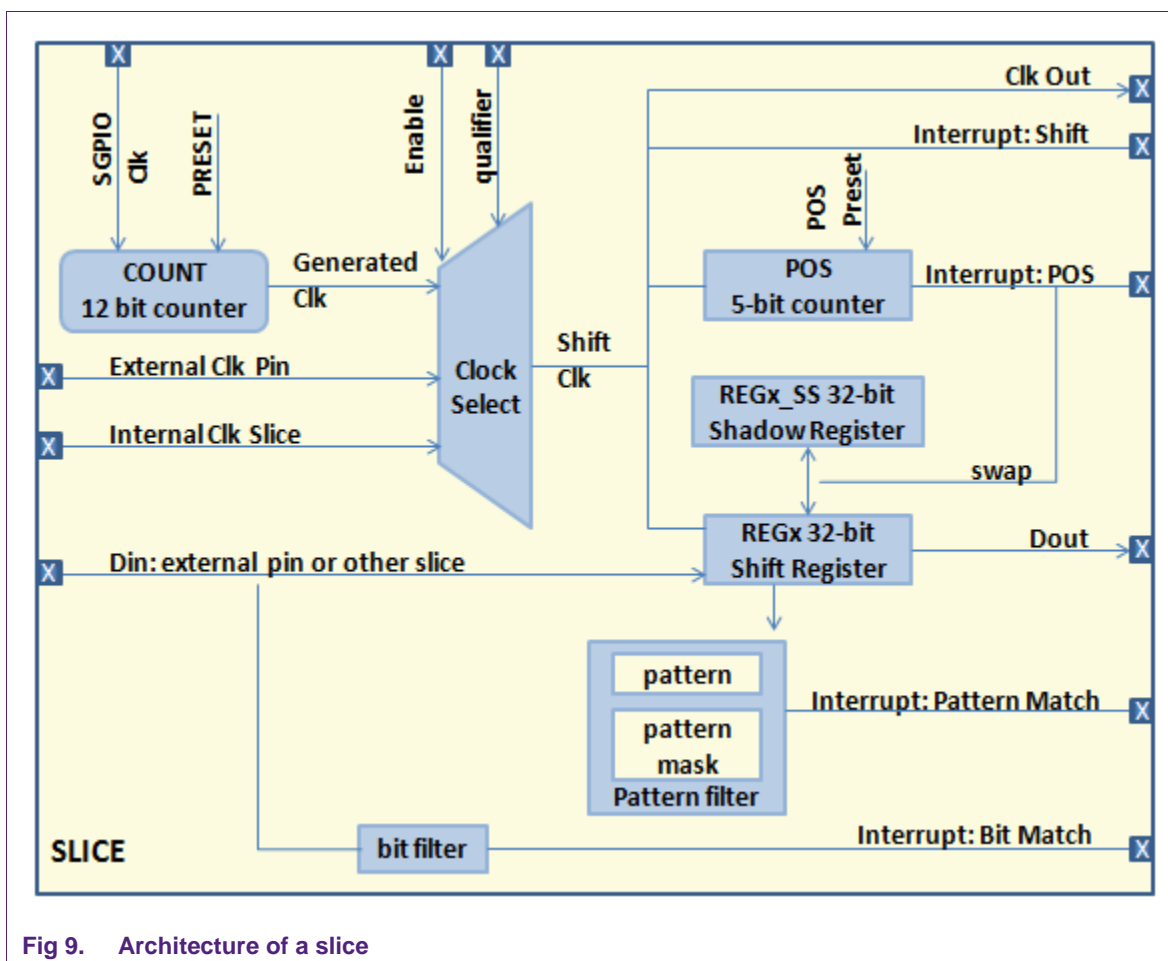 X
X
X
SGPIO
Clk
PRESET
Enable
qualifier
Clk Out
X
Interrupt: Shift
X
POS
Preset
COUNT
12 bit counter
Generated
Clk
POS
5-bit counter
Interrupt: POS
X
X
External Clk Pin
Clock
Select
Shift
Clk
REGx_SS 32-bit
Shadow Register
X
Internal Clk Slice
swap
X
Din: external pin or other slice
REGx 32-bit
Shift Register
Dout
X
pattern
pattern
mask
Pattern filter
Interrupt: Pattern Match
X
SLICE
bit filter
Interrupt: Bit Match
X
Fig 9. Architecture of a slice